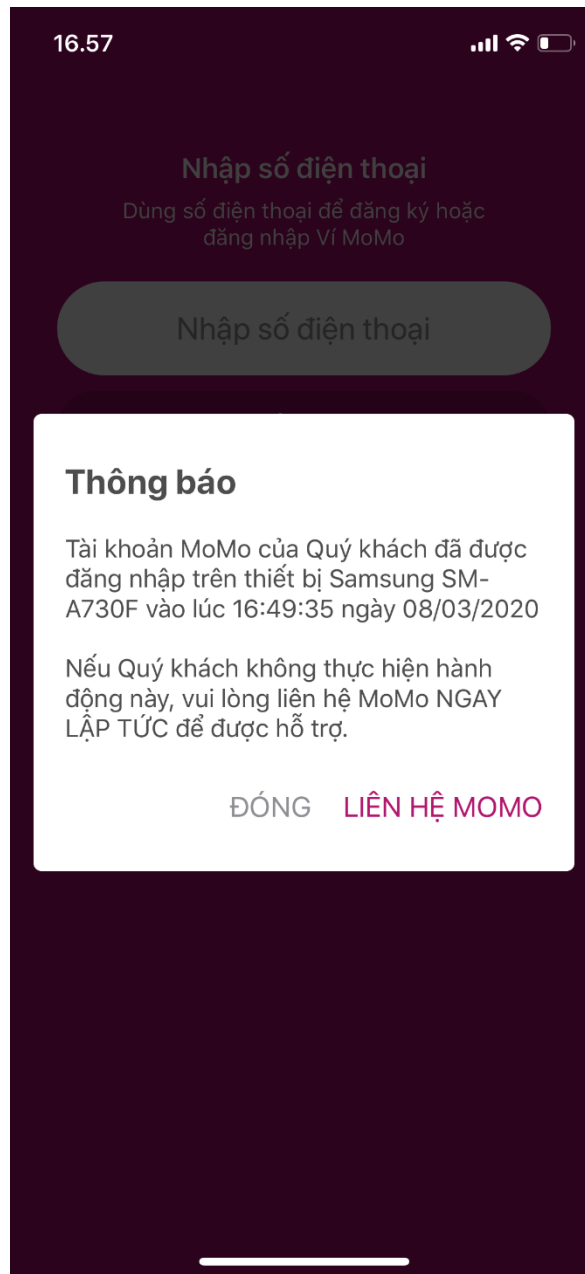 16.57
Nhập số điện thoại
Dùng số điện thoại để đăng ký hoặc
đăng nhập Ví MoMo
Nhập số điện thoại
Thông báo
Tài khoản MoMo của Quý khách đã được
đăng nhập trên thiết bị Samsung SM-
A730F vào lúc 16:49:35 ngày 08/03/2020
Nếu Quý khách không thực hiện hành
động này, vui lòng liên hệ MoMo NGAY
LẬP TỨC để được hỗ trợ.
ĐÓNG LIÊN HỆ MOMO